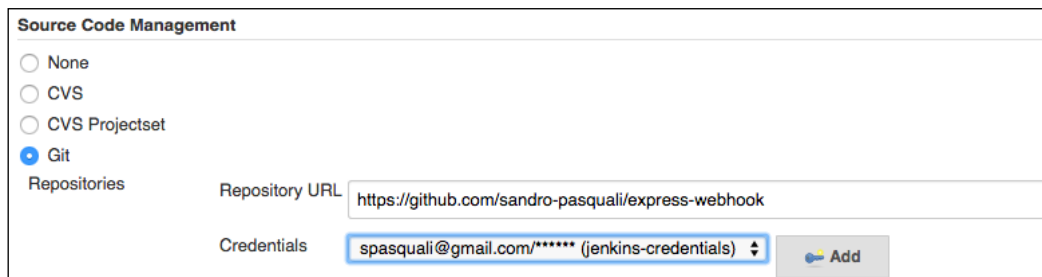 Source Code Management
None
CVS
CVS Projectset
Git
Repositories
Repository URL https://github.com/sandro-pasquali/express-webhook
Credentials spasquali@gmail.com/****** (jenkins-credentials) Add